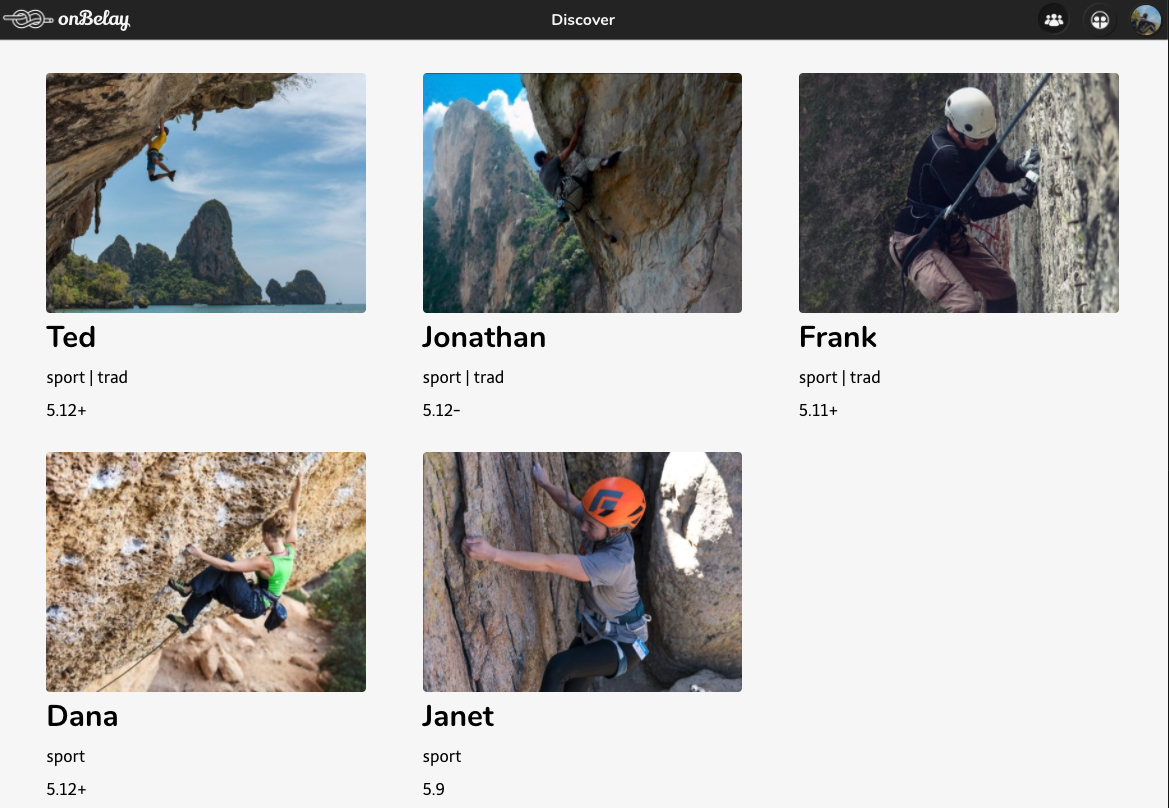 onBelay
Discover
Ted
sport | trad
5.12+
Jonathan
sport | trad
5.12-
Frank
sport | trad
5.11+
Dana
sport
5.12+
Janet
sport
5.9